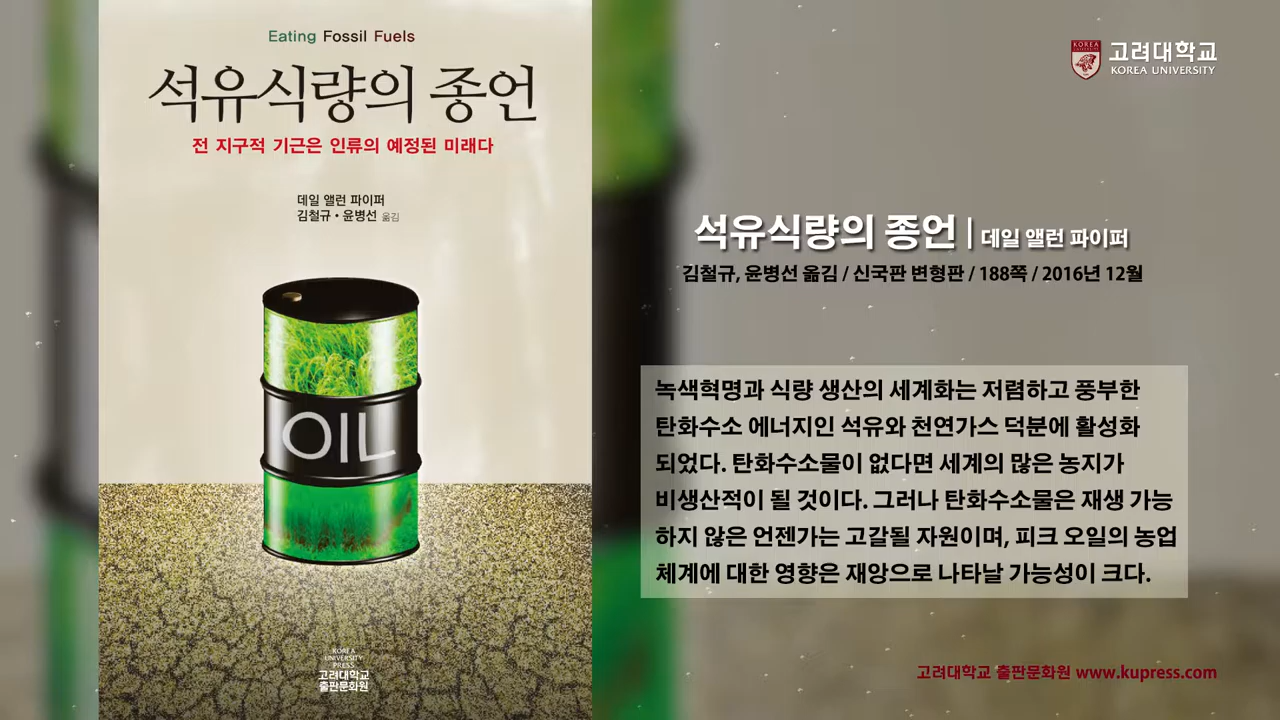 Eating Fossil Fuels
석유식량의 종언
전 지구적 기근은 인류의 예정된 미래다
데일 앨런 파이퍼
김철규 • 윤병선 옮김
OIL
KOREA
UNIVERSITY
PRESS
고려대학교
출판문화원
KOREA
UNIVERSITY
고려대학교
KOREA UNIVERSITY
석유식량의 종언 | 데일 앨런 파이퍼
김철규, 윤병선 옮김 / 신국판 변형판 / 188쪽 / 2016년 12월
녹색혁명과 식량 생산의 세계화는 저렴하고 풍부한
탄화수소 에너지인 석유와 천연가스 덕분에 활성화
되었다. 탄화수소물이 없다면 세계의 많은 농지가
비생산적이 될 것이다. 그러나 탄화수소물은 재생 가능
하지 않은 언젠가는 고갈될 자원이며, 피크 오일의 농업
체계에 대한 영향은 재앙으로 나타날 가능성이 크다.
고려대학교 출판문화원 www.kupress.com